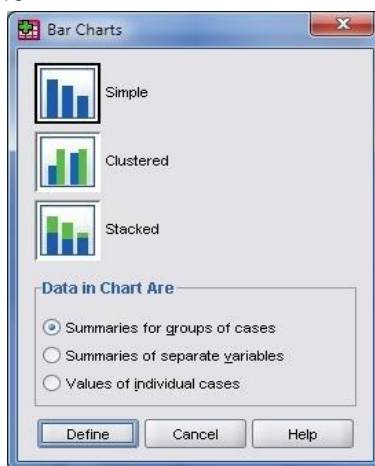 Bar Charts
Simple
Clustered
Stacked
Data in Chart Are
Summaries for groups of cases
Summaries of separate variables
Values of individual cases
Define Cancel Help